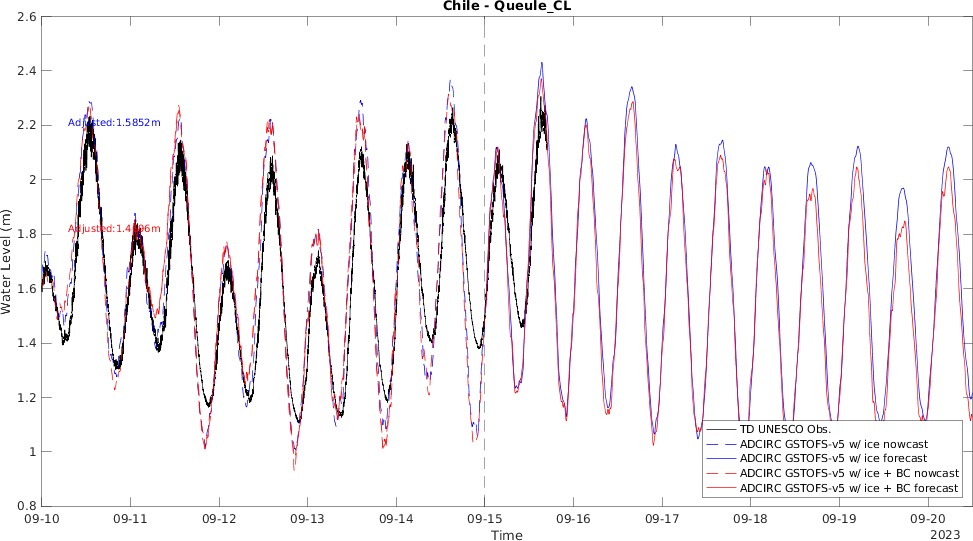 Chile - Queule_CL
2.6
2.4
2.2
2
1.8
1.6
1.4
1.2
1
0.8
Water Level (m)
Adjusted:1.5852m
TD UNESCO Obs.
ADCIRC GSTOFS-v5 w/ ice nowcast
ADCIRC GSTOFS-v5 w/ ice forecast
ADCIRC GSTOFS-v5 w/ ice + BC nowcast
ADCIRC GSTOFS-v5 w/ ice + BC forecast
09-10 09-11 09-12 09-13 09-14 09-15 09-16 09-17 09-18 09-19 09-20
Time
2023